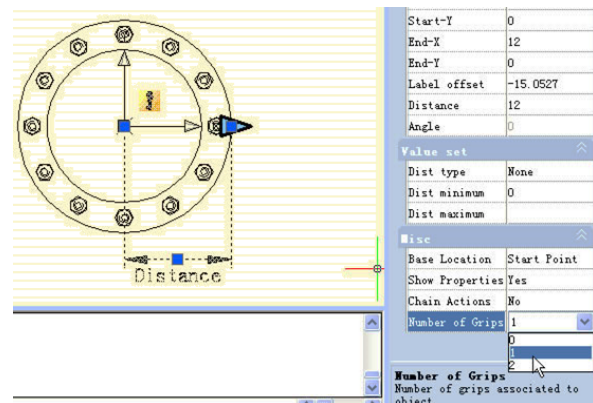 Start-Y 0
End-X 12
End-Y 0
Label offset -15.0527
Distance 12
Angle 0
Value set
Dist type None
Dist minimum 0
Dist maximum
Misc
Base Location Start Point
Show Properties Yes
Chain Actions No
Number of Grips 1
0
1
2
Distance
Number of Grips
Number of grips associated to
object